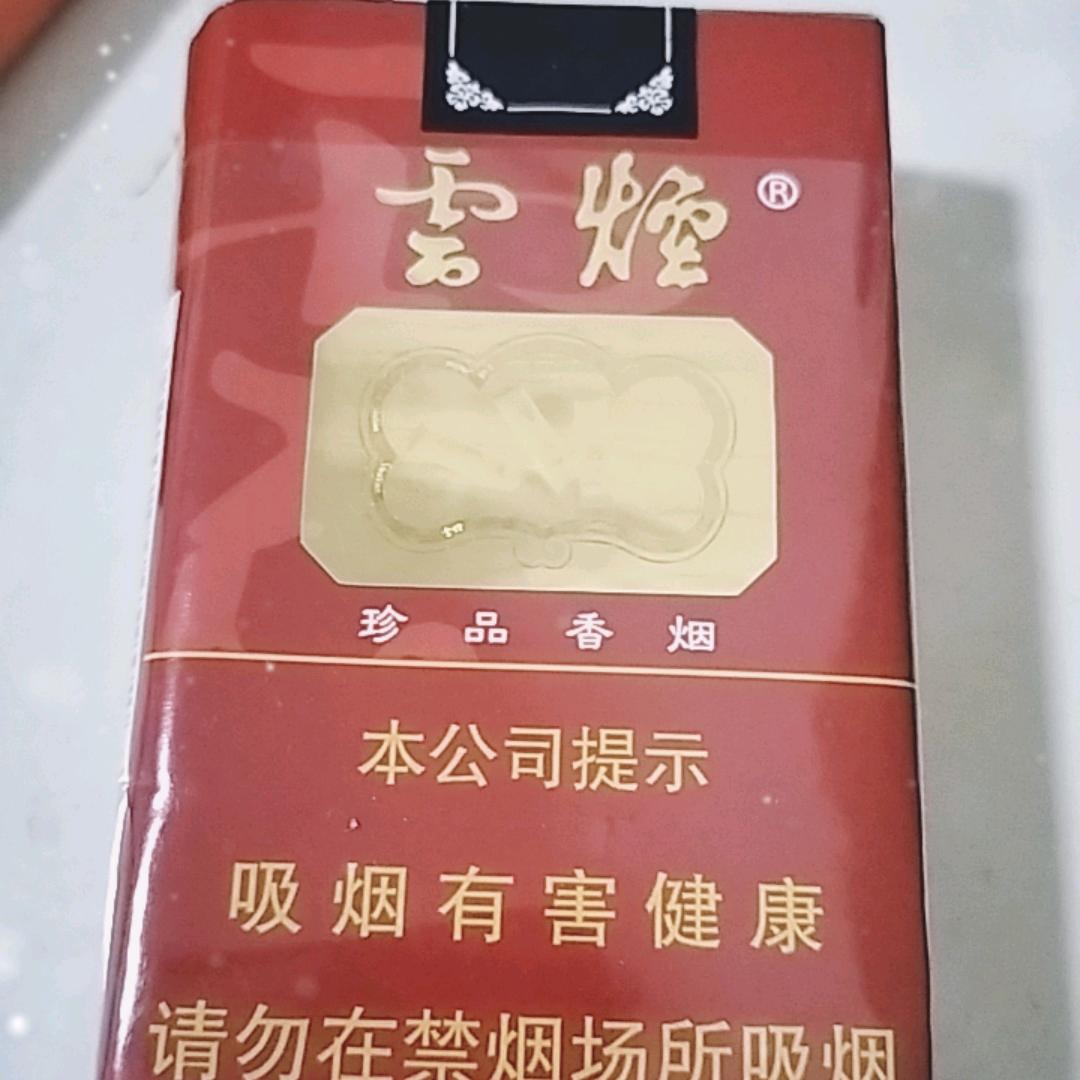 雲煙®
珍品香烟
本公司提示
吸烟有害健康
请勿在禁烟场所吸烟